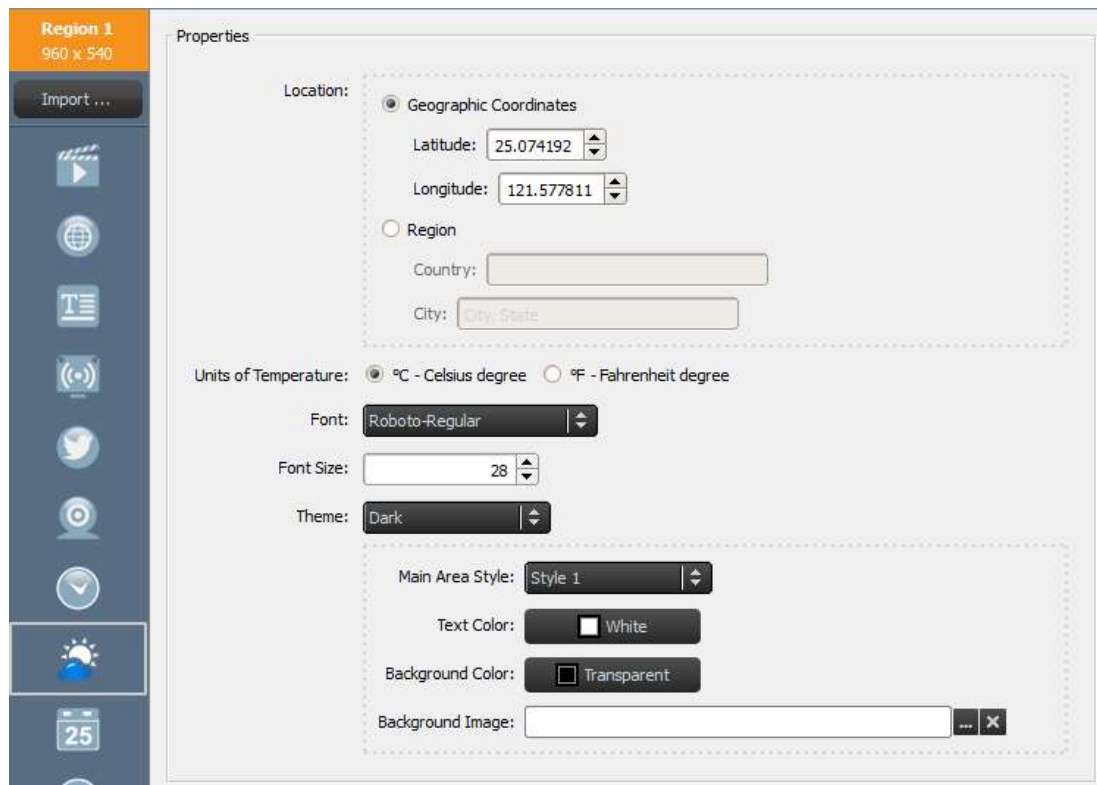 Region 1
960 x 540
Import ...
T
25
Properties
Location:
Geographic Coordinates
Latitude: 25.074192
Longitude: 121.577811
Region
Country:
City: City, State
Units of Temperature: ºC - Celsius degree ºF - Fahrenheit degree
Font: Roboto-Regular
Font Size: 28
Theme: Dark
Main Area Style: Style 1
Text Color: White
Background Color: Transparent
Background Image: ...